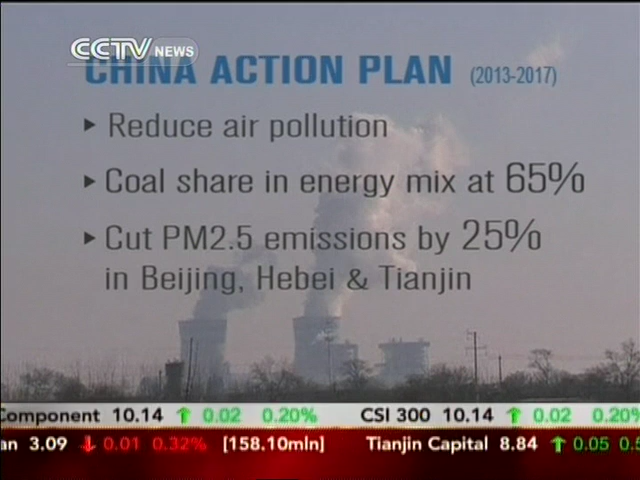 CCTV NEWS
CHINA ACTION PLAN (2013-2017)
Reduce air pollution
Coal share in energy mix at 65%
Cut PM2.5 emissions by 25%
in Beijing, Hebei & Tianjin
Component 10.14 0.02 0.20% CSI 300 10.14 0.02 0.20%
an 3.09 0.01 0.32% [158.10mln] Tianjin Capital 8.84 0.05 0.5